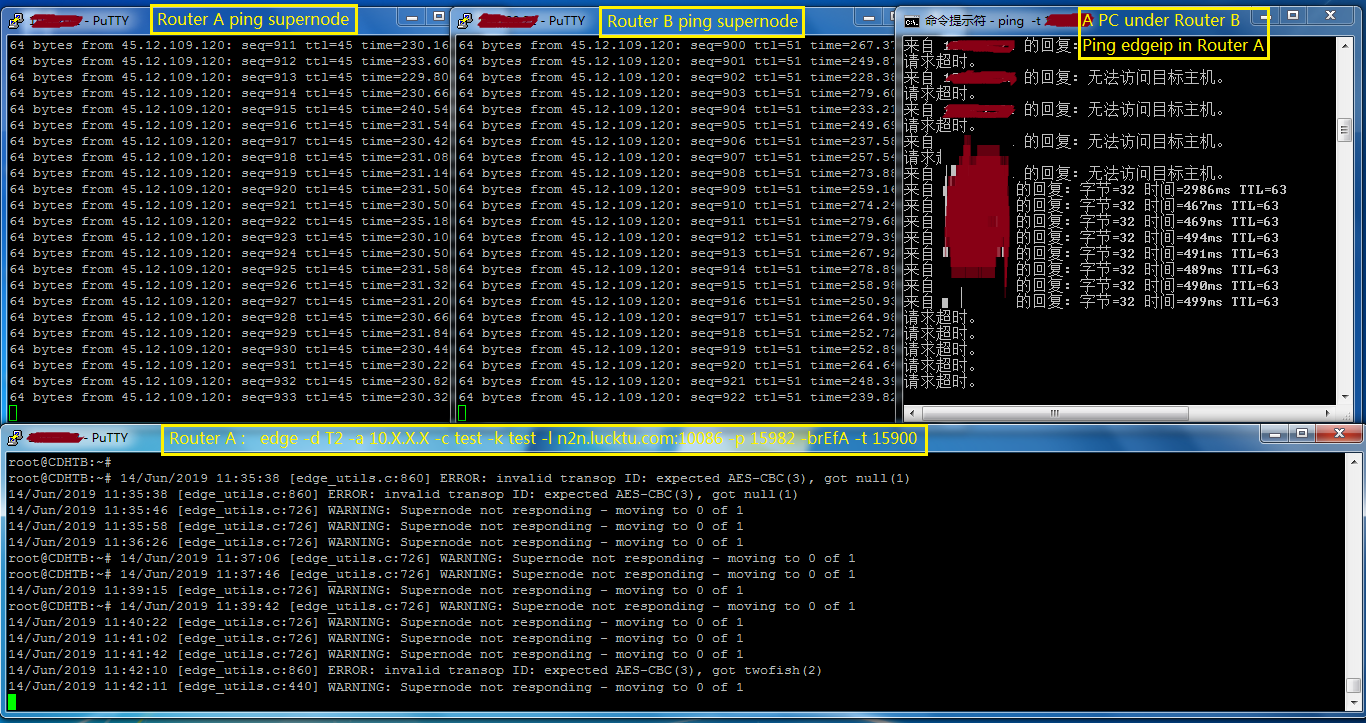 - PuTTY
Router A ping supernode
64 bytes from 45.12.109.120: seq=911 ttl=45 time=230.16
64 bytes from 45.12.109.120: seq=912 ttl=45 time=233.60
64 bytes from 45.12.109.120: seq=913 ttl=45 time=229.80
64 bytes from 45.12.109.120: seq=914 ttl=45 time=230.66
64 bytes from 45.12.109.120: seq=915 ttl=45 time=240.54
64 bytes from 45.12.109.120: seq=916 ttl=45 time=231.54
64 bytes from 45.12.109.120: seq=917 ttl=45 time=230.42
64 bytes from 45.12.109.120: seq=918 ttl=45 time=231.08
64 bytes from 45.12.109.120: seq=919 ttl=45 time=231.14
64 bytes from 45.12.109.120: seq=920 ttl=45 time=231.50
64 bytes from 45.12.109.120: seq=921 ttl=45 time=230.50
64 bytes from 45.12.109.120: seq=922 ttl=45 time=235.18
64 bytes from 45.12.109.120: seq=923 ttl=45 time=230.10
64 bytes from 45.12.109.120: seq=924 ttl=45 time=230.50
64 bytes from 45.12.109.120: seq=925 ttl=45 time=231.58
64 bytes from 45.12.109.120: seq=926 ttl=45 time=231.32
64 bytes from 45.12.109.120: seq=927 ttl=45 time=231.20
64 bytes from 45.12.109.120: seq=928 ttl=45 time=230.66
64 bytes from 45.12.109.120: seq=929 ttl=45 time=231.84
64 bytes from 45.12.109.120: seq=930 ttl=45 time=230.44
64 bytes from 45.12.109.120: seq=931 ttl=45 time=230.22
64 bytes from 45.12.109.120: seq=932 ttl=45 time=230.82
64 bytes from 45.12.109.120: seq=933 ttl=45 time=230.32
- PuTTY
Router B ping supernode
64 bytes from 45.12.109.120: seq=900 ttl=51 time=267.37
64 bytes from 45.12.109.120: seq=901 ttl=51 time=249.87
64 bytes from 45.12.109.120: seq=902 ttl=51 time=228.38
64 bytes from 45.12.109.120: seq=903 ttl=51 time=279.60
64 bytes from 45.12.109.120: seq=904 ttl=51 time=233.21
64 bytes from 45.12.109.120: seq=905 ttl=51 time=249.69
64 bytes from 45.12.109.120: seq=906 ttl=51 time=237.58
64 bytes from 45.12.109.120: seq=907 ttl=51 time=257.54
64 bytes from 45.12.109.120: seq=908 ttl=51 time=273.88
64 bytes from 45.12.109.120: seq=909 ttl=51 time=259.16
64 bytes from 45.12.109.120: seq=910 ttl=51 time=274.24
64 bytes from 45.12.109.120: seq=911 ttl=51 time=279.68
64 bytes from 45.12.109.120: seq=912 ttl=51 time=279.39
64 bytes from 45.12.109.120: seq=913 ttl=51 time=267.92
64 bytes from 45.12.109.120: seq=914 ttl=51 time=278.89
64 bytes from 45.12.109.120: seq=915 ttl=51 time=258.98
64 bytes from 45.12.109.120: seq=916 ttl=51 time=250.93
64 bytes from 45.12.109.120: seq=917 ttl=51 time=264.98
64 bytes from 45.12.109.120: seq=918 ttl=51 time=252.72
64 bytes from 45.12.109.120: seq=919 ttl=51 time=252.89
64 bytes from 45.12.109.120: seq=920 ttl=51 time=264.64
64 bytes from 45.12.109.120: seq=921 ttl=51 time=248.39
64 bytes from 45.12.109.120: seq=922 ttl=51 time=239.82
命令提示符 - ping -t
A PC under Router B
Ping edgeip in Router A
来自 的回复:
请求超时。
来自 的回复: 无法访问目标主机。
请求超时。
来自 的回复: 无法访问目标主机。
请求超时。
来自 . 的回复: 无法访问目标主机。
请求
来自 . 的回复: 无法访问目标主机。
来自 的回复: 字节=32 时间=2986ms TTL=63
来自 的回复: 字节=32 时间=467ms TTL=63
来自 的回复: 字节=32 时间=469ms TTL=63
来自 的回复: 字节=32 时间=494ms TTL=63
来自 的回复: 字节=32 时间=491ms TTL=63
来自 的回复: 字节=32 时间=489ms TTL=63
来自 的回复: 字节=32 时间=490ms TTL=63
来自 的回复: 字节=32 时间=499ms TTL=63
请求超时。
请求超时。
请求超时。
请求超时。
请求超时。
- PuTTY
Router A : edge -d T2 -a 10.X.X.X -c test -k test -l n2n.lucktu.com:10086 -p 15982 -brEfA -t 15900
root@CDHTB:~#
root@CDHTB:~# 14/Jun/2019 11:35:38 [edge_utils.c:860] ERROR: invalid transop ID: expected AES-CBC(3), got null(1)
14/Jun/2019 11:35:38 [edge_utils.c:860] ERROR: invalid transop ID: expected AES-CBC(3), got null(1)
14/Jun/2019 11:35:46 [edge_utils.c:726] WARNING: Supernode not responding - moving to 0 of 1
14/Jun/2019 11:35:58 [edge_utils.c:726] WARNING: Supernode not responding - moving to 0 of 1
14/Jun/2019 11:36:26 [edge_utils.c:726] WARNING: Supernode not responding - moving to 0 of 1
root@CDHTB:~# 14/Jun/2019 11:37:06 [edge_utils.c:726] WARNING: Supernode not responding - moving to 0 of 1
root@CDHTB:~# 14/Jun/2019 11:37:46 [edge_utils.c:726] WARNING: Supernode not responding - moving to 0 of 1
14/Jun/2019 11:39:15 [edge_utils.c:726] WARNING: Supernode not responding - moving to 0 of 1
root@CDHTB:~# 14/Jun/2019 11:39:42 [edge_utils.c:726] WARNING: Supernode not responding - moving to 0 of 1
14/Jun/2019 11:40:22 [edge_utils.c:726] WARNING: Supernode not responding - moving to 0 of 1
14/Jun/2019 11:41:02 [edge_utils.c:726] WARNING: Supernode not responding - moving to 0 of 1
14/Jun/2019 11:41:42 [edge_utils.c:726] WARNING: Supernode not responding - moving to 0 of 1
14/Jun/2019 11:42:10 [edge_utils.c:860] ERROR: invalid transop ID: expected AES-CBC(3), got twofish(2)
14/Jun/2019 11:42:11 [edge_utils.c:440] WARNING: Supernode not responding - moving to 0 of 1